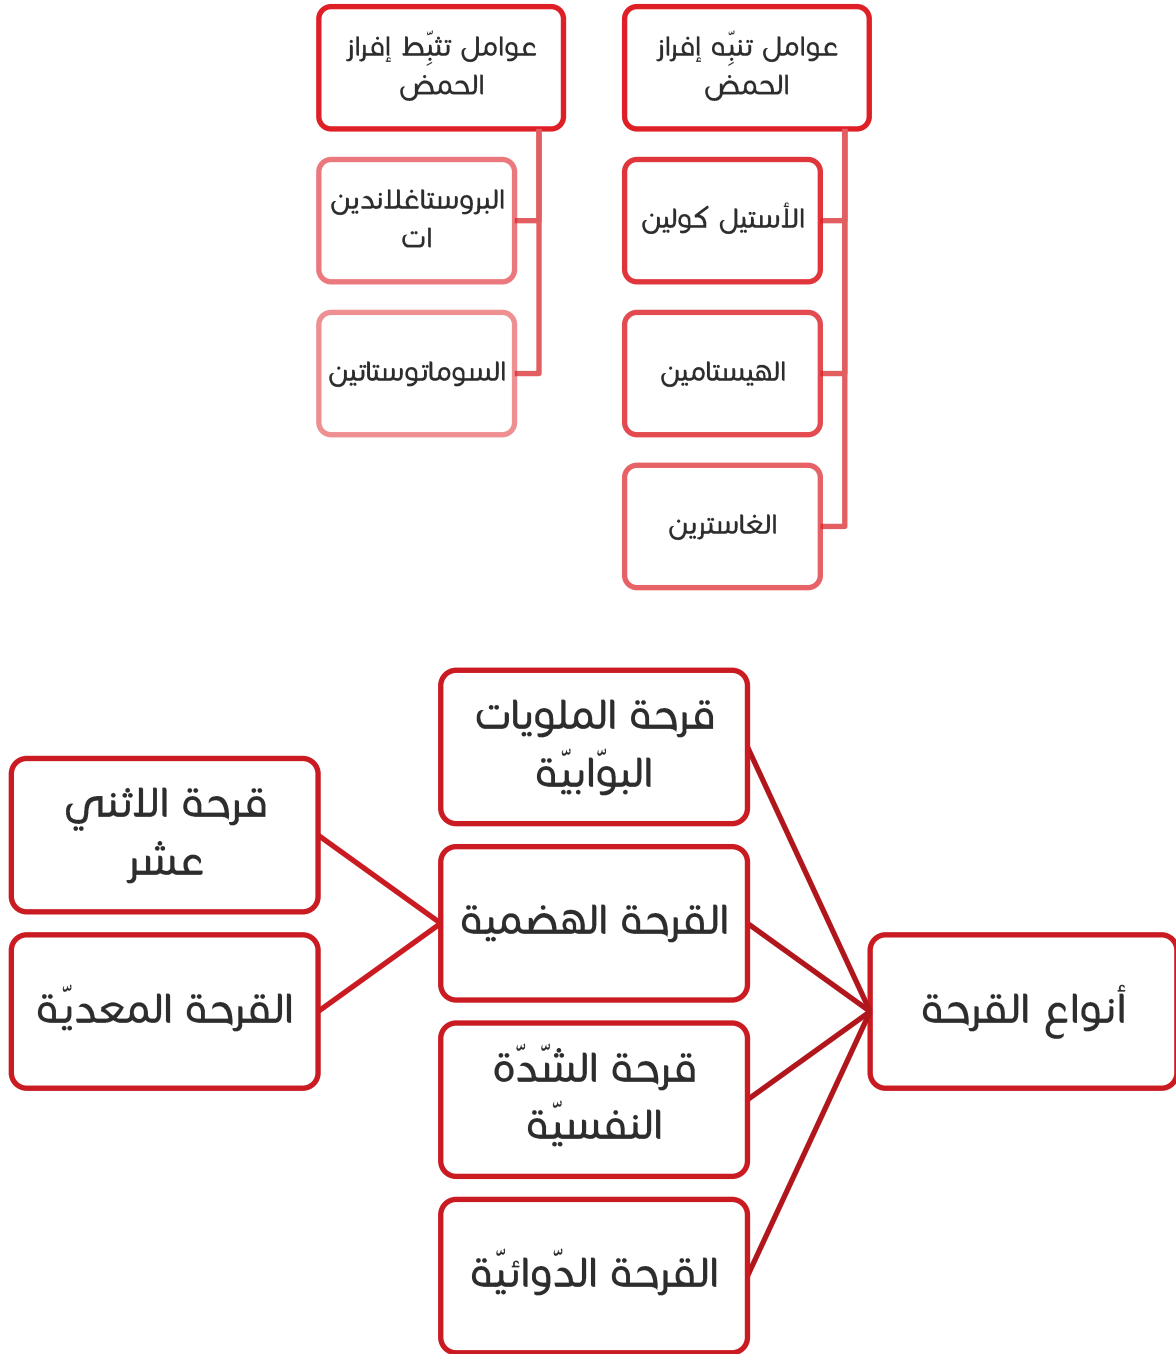 عوامل تنبِّه إفراز
الحمض
الأستيل كولين
الهيستامين
الغاسترين
عوامل تثبِّط إفراز
الحمض
البروستاغلاندين
ات
السوماتوستاتين
أنواع القرحة
قرحة الملويات
البوّابيّة
القرحة الهضمية
قرحة الشّدّة
النفسيّة
القرحة الدّوائيّة
قرحة الاثني
عشر
القرحة المعديّة